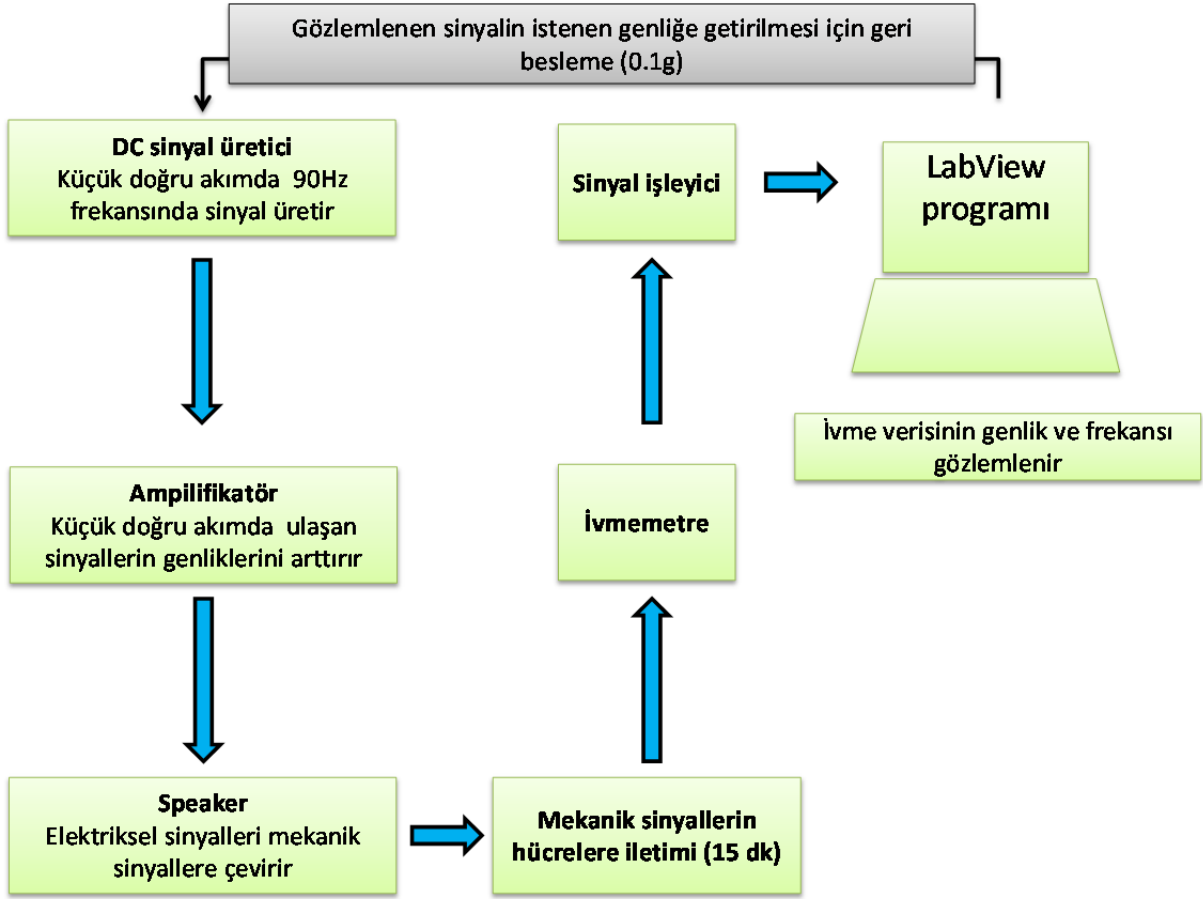 Gözlemlenen sinyalin istenen genliğe getirilmesi için geri
besleme (0.1g)
DC sinyal üretici
Küçük doğru akımda 90Hz
frekansında sinyal üretir
Sinyal işleyici
LabView
programı
İvme verisinin genlik ve frekansı
gözlemlenir
Ampilifikatör
Küçük doğru akımda ulaşan
sinyallerin genliklerini arttırır
İvmemetre
Speaker
Elektriksel sinyalleri mekanik
sinyallere çevirir
Mekanik sinyallerin
hücrelere iletimi (15 dk)